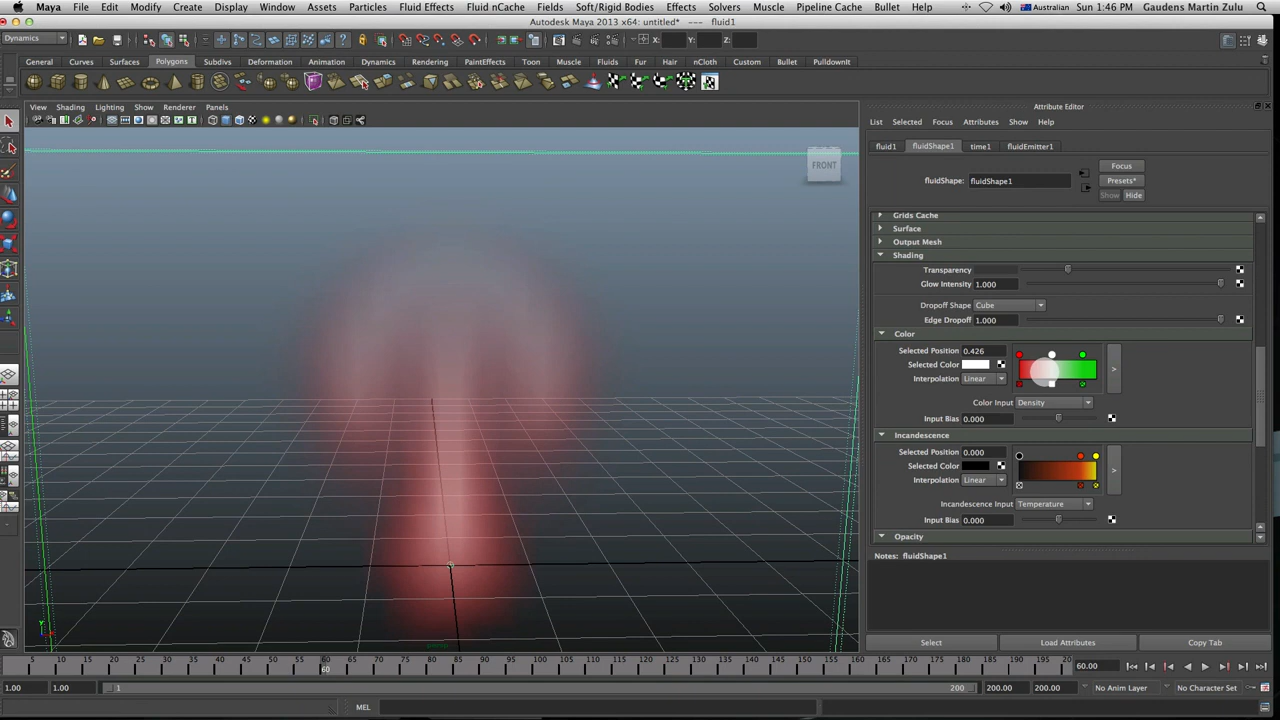 Maya File Edit Modify Create Display Window Assets Particles Fluid Effects Fluid nCache Fields Soft/Rigid Bodies Effects Solvers Muscle Pipeline Cache Bullet Help Australian Sun 1:46 PM Gaudens Martin Zulu
Autodesk Maya 2013 x64: untitled* --- fluid1
Dynamics X: Y: Z:
General Curves Surfaces Polygons Subdivs Deformation Animation Dynamics Rendering PaintEffects Toon Muscle Fluids Fur Hair nCloth Custom Bullet PulldownIt
View Shading Lighting Show Renderer Panels
FRONT
persp
Y
Attribute Editor
List Selected Focus Attributes Show Help
fluid1 fluidShape1 time1 fluidEmitter1
Focus
fluidShape: fluidShape1 Presets*
Show Hide
Grids Cache
Surface
Output Mesh
Shading
Transparency
Glow Intensity 1.000
Dropoff Shape Cube
Edge Dropoff 1.000
Color
Selected Position 0.426
Selected Color >
Interpolation Linear
Color Input Density
Input Bias 0.000
Incandescence
Selected Position 0.000
Selected Color >
Interpolation Linear
Incandescence Input Temperature
Input Bias 0.000
Opacity
Notes: fluidShape1
Select Load Attributes Copy Tab
5 10 15 20 25 30 35 40 45 50 55 60 65 70 75 80 85 90 95 100 105 110 115 120 125 130 135 140 145 150 155 160 165 170 175 180 185 190 195 20
60 60.00
1.00 1.00 1 200 200.00 200.00 No Anim Layer No Character Set
MEL